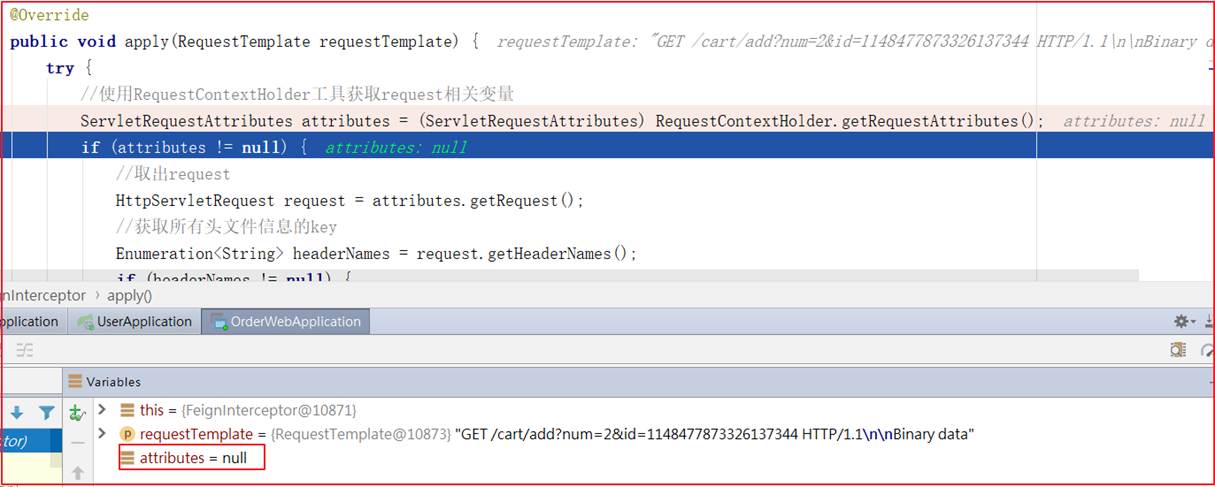 @Override
public void apply(RequestTemplate requestTemplate) { requestTemplate: "GET /cart/add?num=2&id=1148477873326137344 HTTP/1.1\n\nBinary d
try {
//使用RequestContextHolder工具获取request相关变量
ServletRequestAttributes attributes = (ServletRequestAttributes) RequestContextHolder.getRequestAttributes(); attributes: null
if (attributes != null) { attributes: null
//取出request
HttpServletRequest request = attributes.getRequest();
//获取所有头文件信息的key
Enumeration<String> headerNames = request.getHeaderNames();
if (headerNames != null) {
gnInterceptor › apply()
pplication UserApplication OrderWebApplication
Variables
this = {FeignInterceptor@10871}
requestTemplate = {RequestTemplate@10873} "GET /cart/add?num=2&id=1148477873326137344 HTTP/1.1\n\nBinary data"
tor) attributes = null